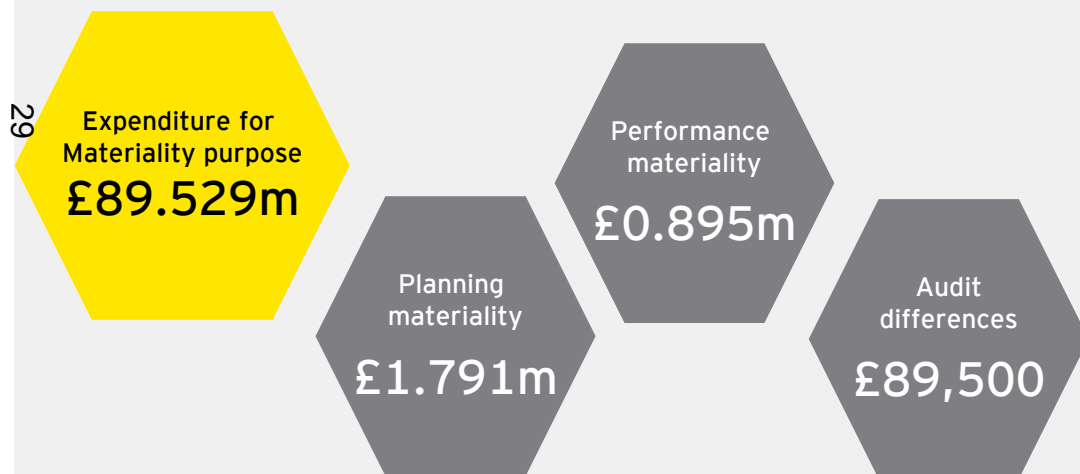 29
Expenditure for
Materiality purpose
£89.529m
Planning
materiality
£1.791m
Performance
materiality
£0.895m
Audit
differences
£89,500